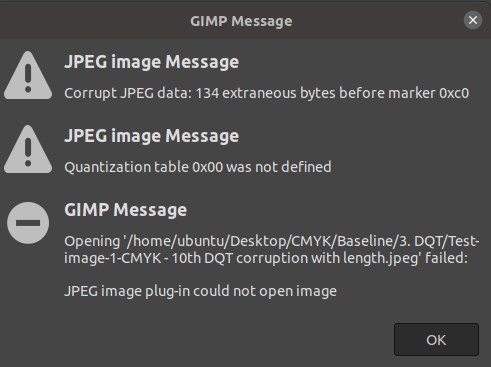 GIMP Message
JPEG image Message
Corrupt JPEG data: 134 extraneous bytes before marker 0xc0
JPEG image Message
Quantization table 0x00 was not defined
GIMP Message
Opening '/home/ubuntu/Desktop/CMYK/Baseline/3. DQT/Test-
image-1-CMYK - 10th DQT corruption with length.jpeg' failed:
JPEG image plug-in could not open image
OK